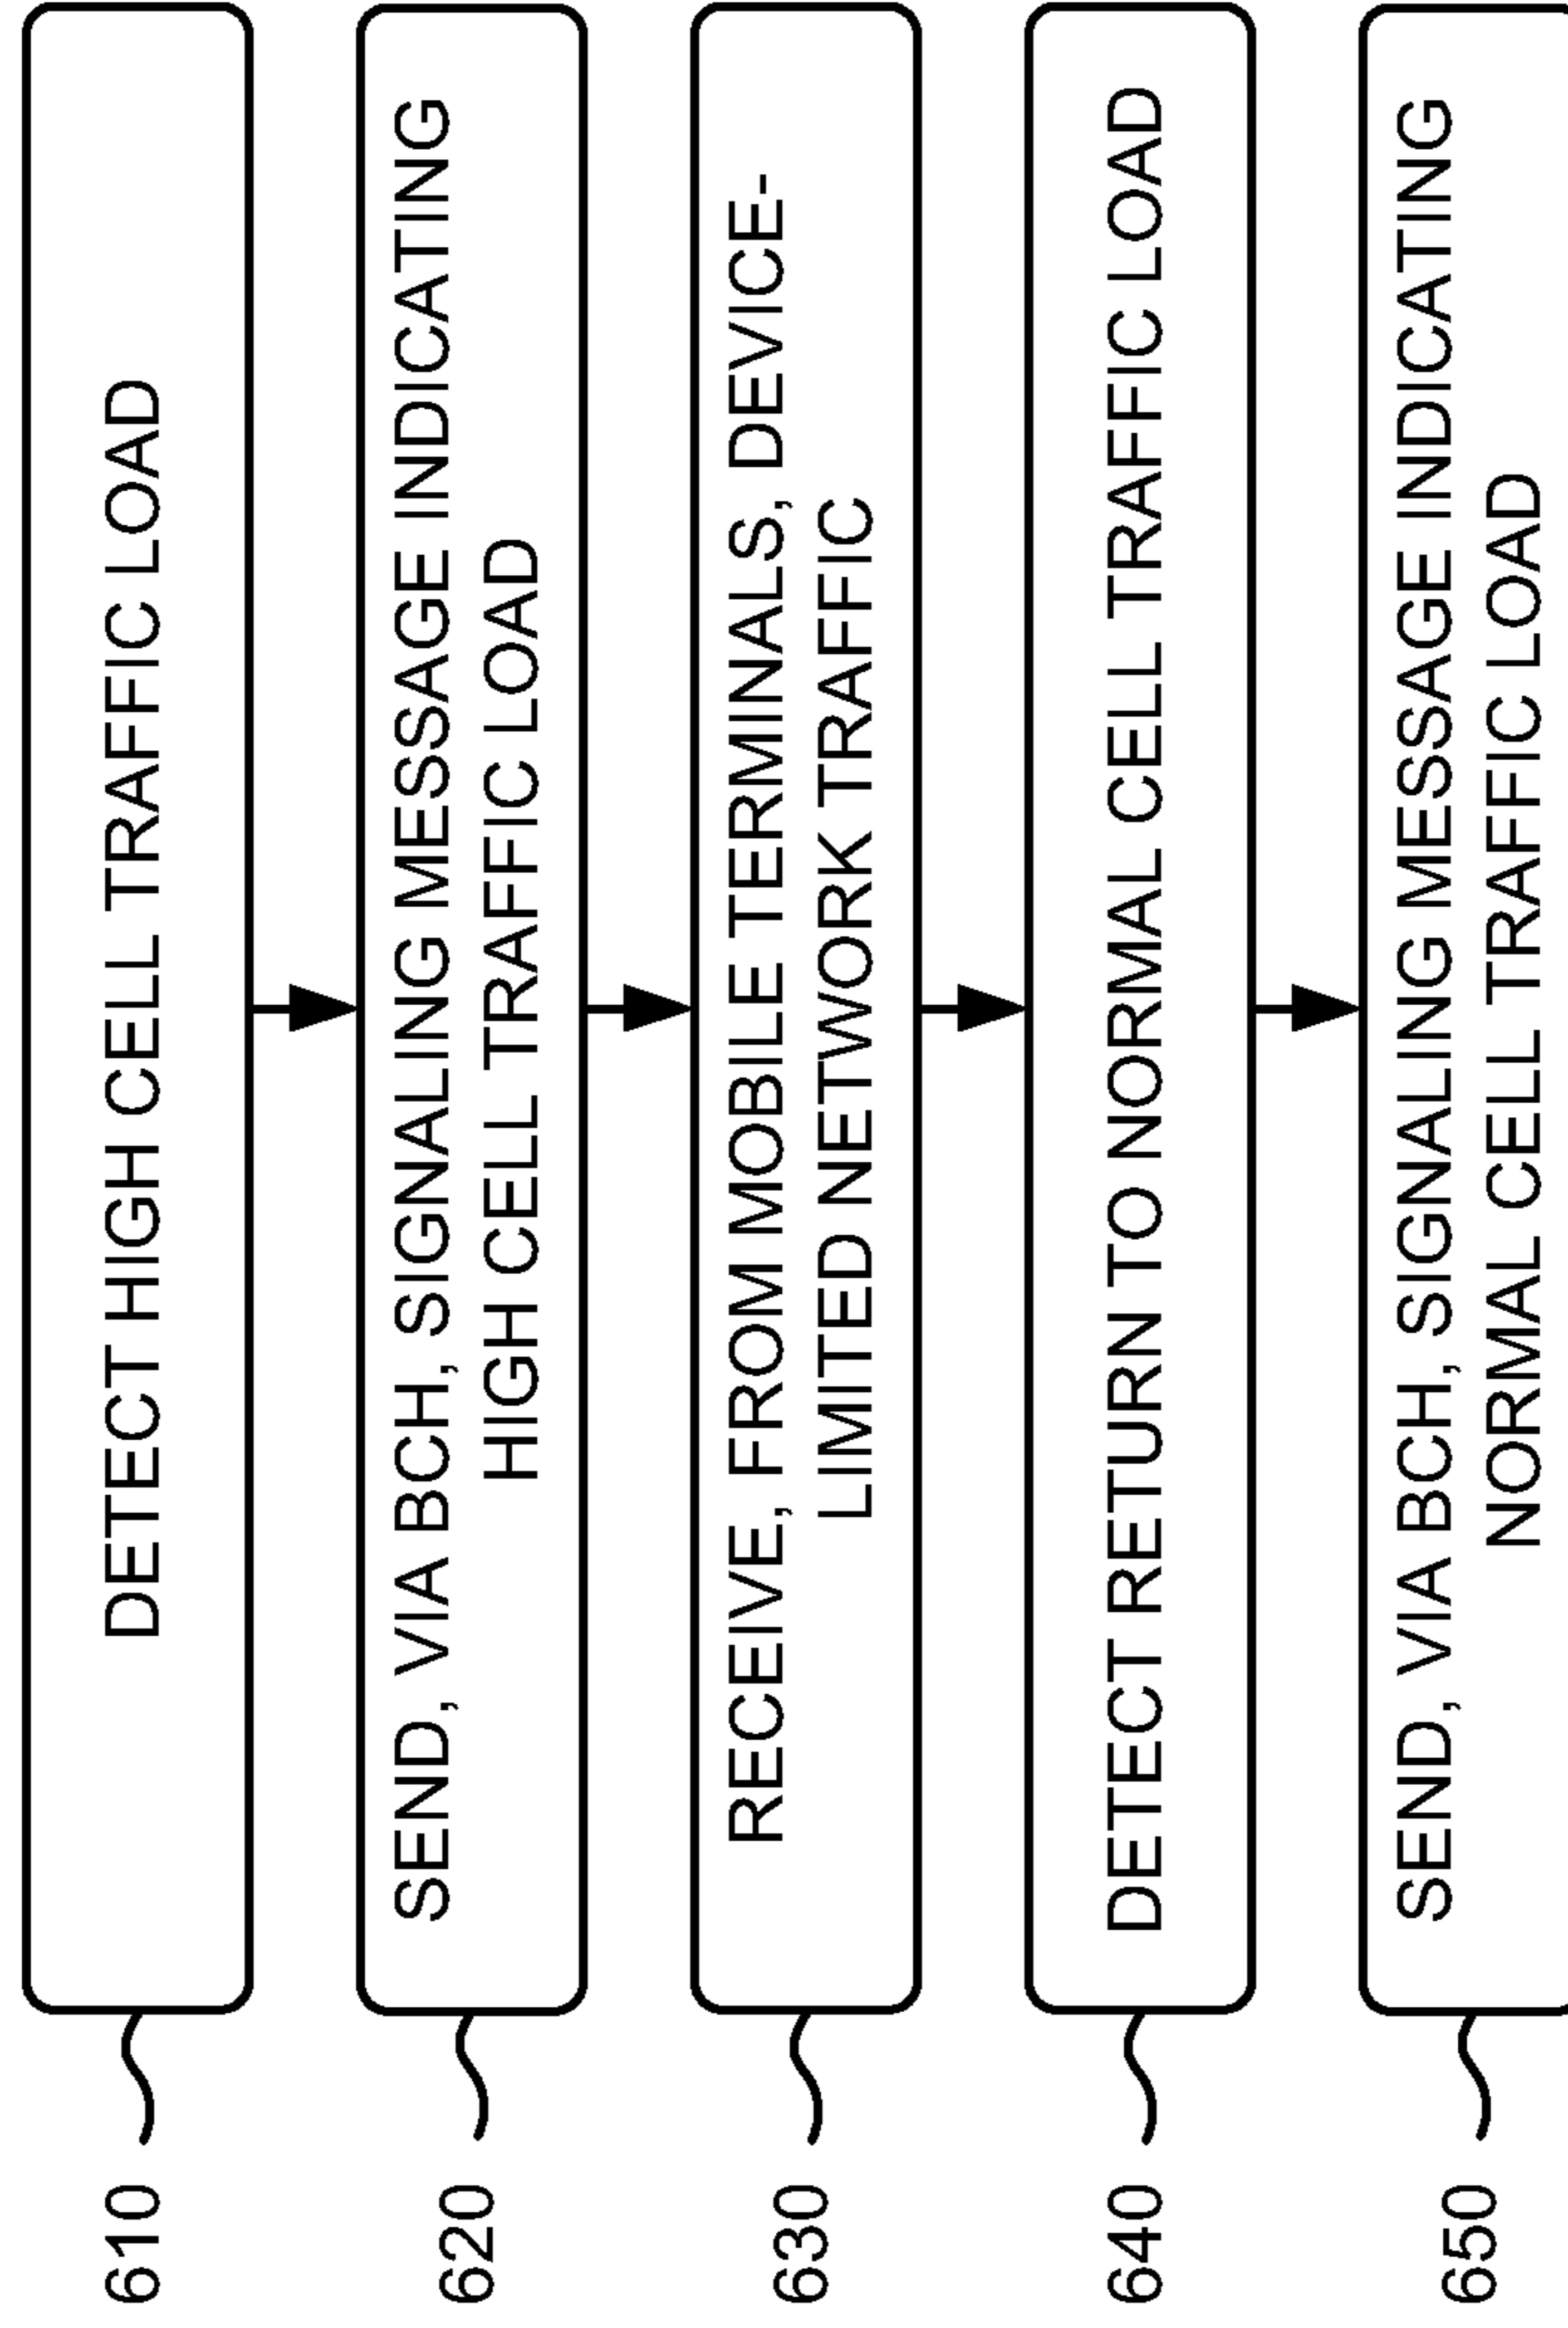 610
DETECT HIGH CELL TRAFFIC LOAD
620
SEND, VIA BCH, SIGNALING MESSAGE INDICATING
HIGH CELL TRAFFIC LOAD
630
RECEIVE, FROM MOBILE TERMINALS, DEVICE-
LIMITED NETWORK TRAFFIC
640
DETECT RETURN TO NORMAL CELL TRAFFIC LOAD
650
SEND, VIA BCH, SIGNALING MESSAGE INDICATING
NORMAL CELL TRAFFIC LOAD